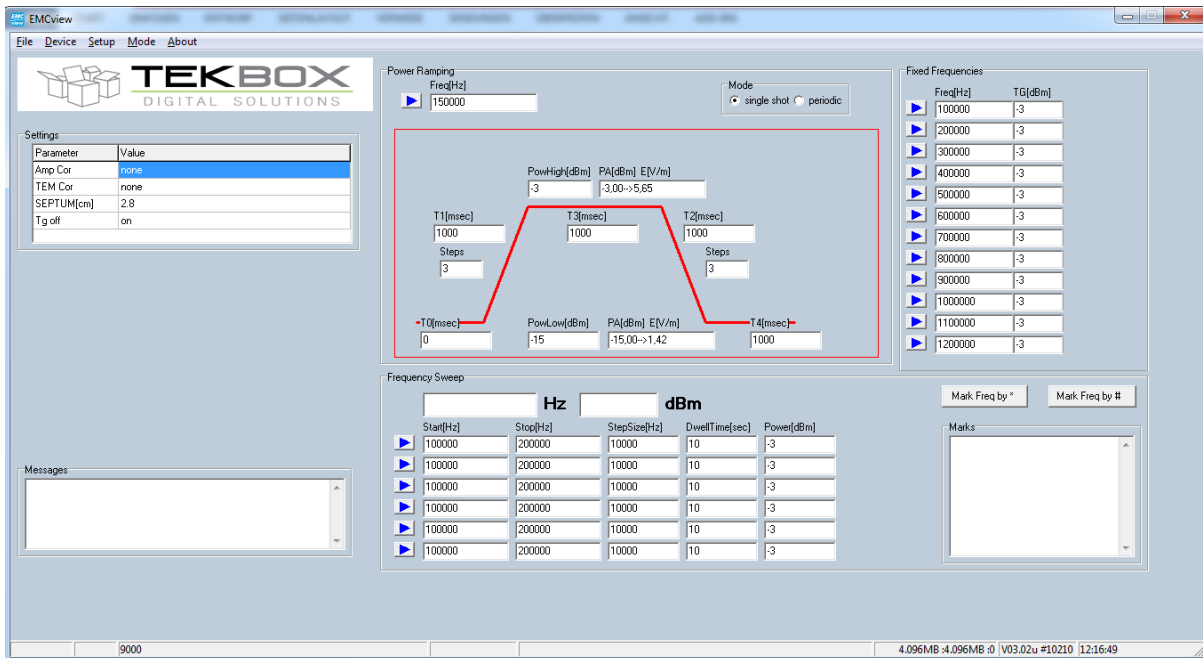 EMCview
File Device Setup Mode About
TEKBOX
DIGITAL SOLUTIONS
Settings
Parameter Value
Amp Cor none
TEM Cor none
SEPTUM[cm] 2.8
Tg off on
Messages
Power Ramping
Freq[Hz]
150000
Mode
single shot periodic
PowHigh[dBm] PA[dBm] E[V/m]
-3 -3,00-->5,65
T1[msec] T3[msec] T2[msec]
1000 1000 1000
Steps Steps
3 3
T0[msec] PowLow[dBm] PA[dBm] E[V/m] T4[msec]
0 -15 -15,00-->1,42 1000
Fixed Frequencies
Freq[Hz] TG[dBm]
100000 -3
200000 -3
300000 -3
400000 -3
500000 -3
600000 -3
700000 -3
800000 -3
900000 -3
1000000 -3
1100000 -3
1200000 -3
Frequency Sweep
Hz dBm
Start[Hz] Stop[Hz] StepSize[Hz] DwellTime[sec] Power[dBm]
100000 200000 10000 10 -3
100000 200000 10000 10 -3
100000 200000 10000 10 -3
100000 200000 10000 10 -3
100000 200000 10000 10 -3
100000 200000 10000 10 -3
Mark Freq by * Mark Freq by #
Marks
9000 4.096MB :4.096MB :0 V03.02u #10210 12:16:49